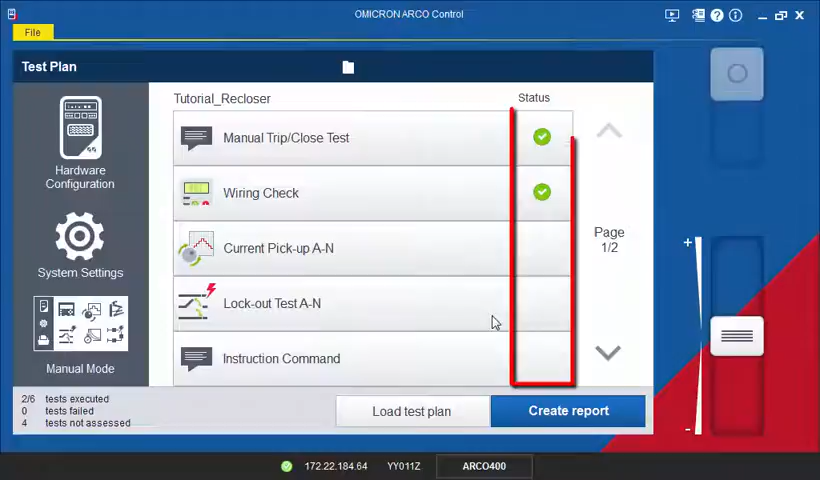 OMICRON ARCO Control
File
Test Plan
Tutorial_Recloser
Status
Manual Trip/Close Test
Wiring Check
Current Pick-up A-N
Lock-out Test A-N
Instruction Command
Hardware
Configuration
System Settings
Manual Mode
Page
1/2
+
-
2/6 tests executed
0 tests failed
4 tests not assessed
Load test plan
Create report
172.22.184.64
YY011Z
ARCO400